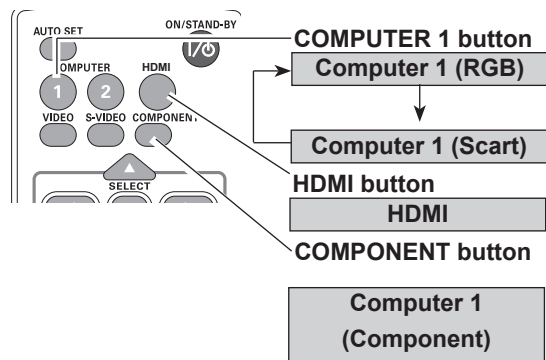 AUTO SET
ON/STAND-BY
COMPUTER 1 button
OMPUTER
HDMI
1
2
Computer 1 (RGB)
VIDEO
S-VIDEO
COMPONENT
Computer 1 (Scart)
SELECT
HDMI button
HDMI
COMPONENT button
Computer 1
(Component)